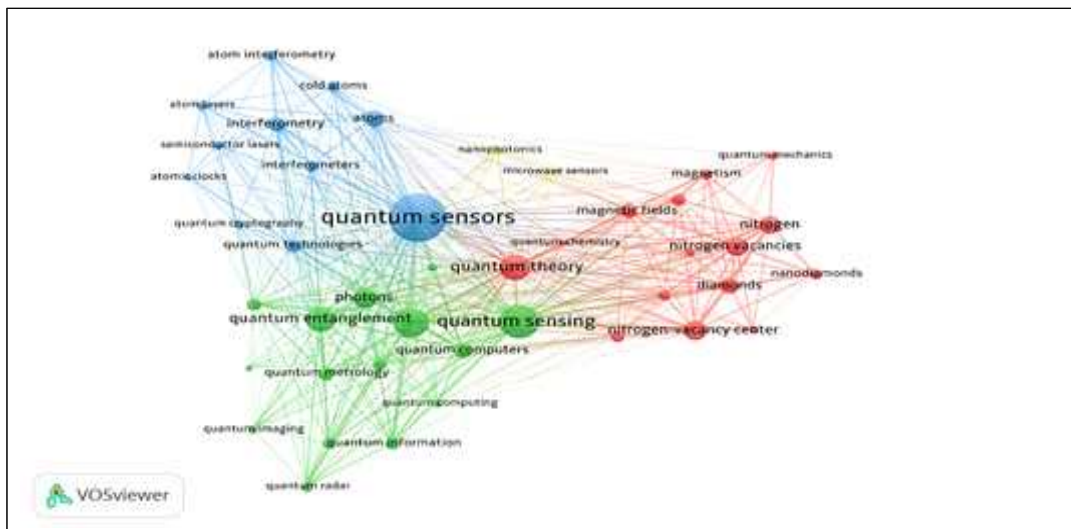 atom interferometry
cold atoms
atom lasers
atoms
interferometry
semiconductor lasers
nanophotonics
quantum mechanics
interferometers
microwave sensors
magnetism
atomic clocks
quantum sensors
magnetic fields
quantum cryptography
nitrogen
quantum technologies
quantum chemistry
nitrogen vacancies
quantum theory
nanodiamonds
diamonds
photons
quantum entanglement
quantum sensing
nitrogen-vacancy center
quantum computers
quantum metrology
quantum computing
quantum imaging
quantum information
quantum radar
VOSviewer